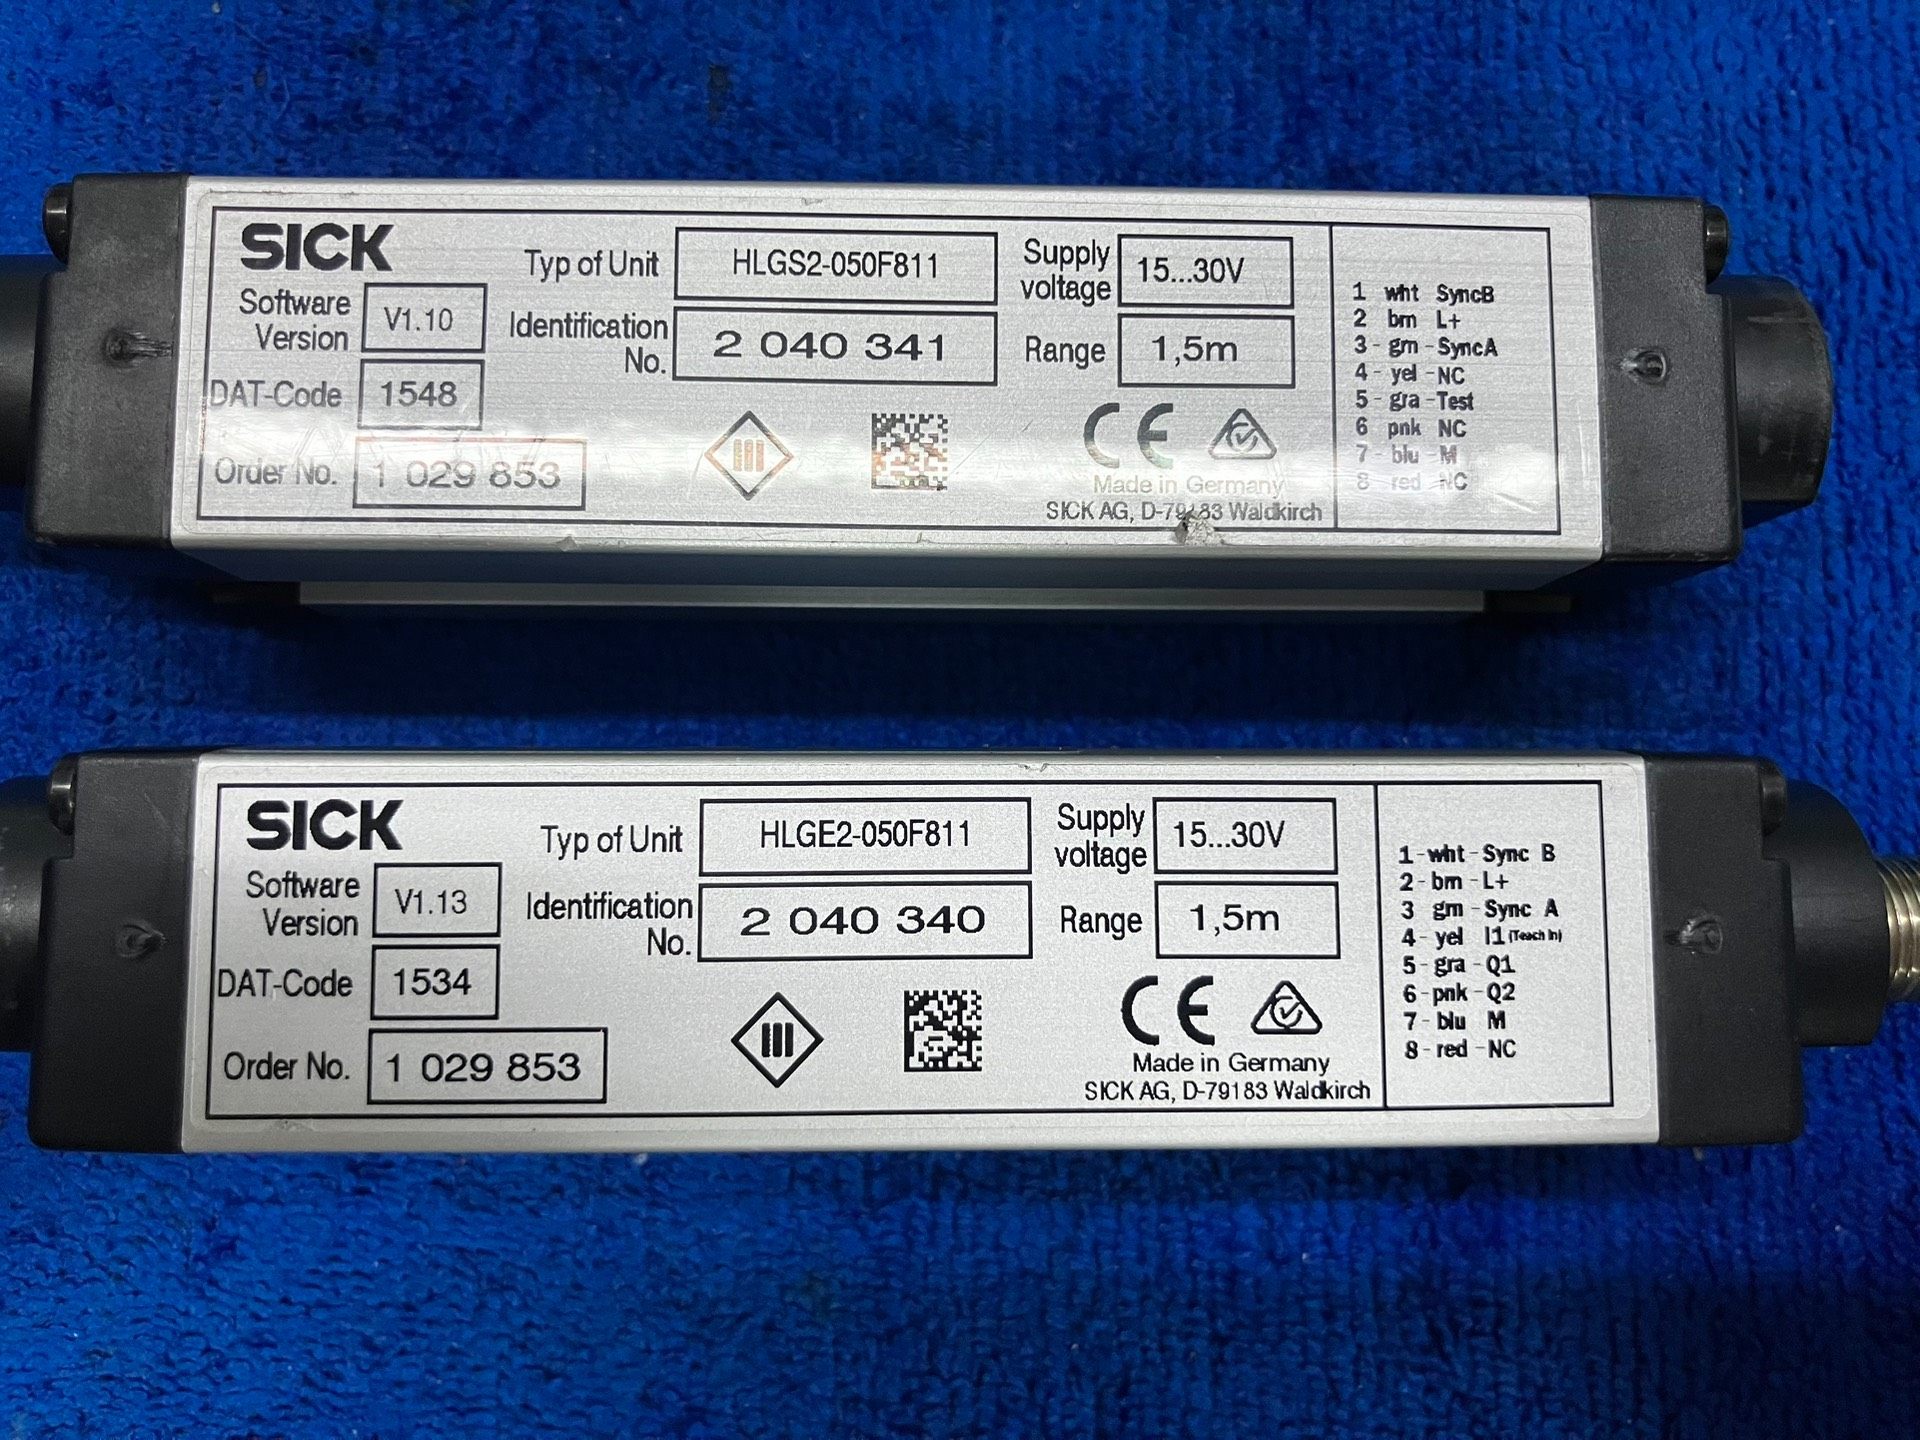 SICK
Typ of Unit HLGS2-050F811
Supply voltage 15...30V
Software Version V1.10
Identification No. 2 040 341
Range 1,5m
DAT-Code 1548
Order No. 1 029 853
CE
Made in Germany
SICK AG, D-79183 Waldkirch
1 wht SyncB
2 brn L+
3 - grn - SyncA
4 - yel - NC
5 - gra - Test
6 pnk NC
7 - blu - M
8 red NC
SICK
Typ of Unit HLGE2-050F811
Supply voltage 15...30V
Software Version V1.13
Identification No. 2 040 340
Range 1,5m
DAT-Code 1534
Order No. 1 029 853
CE
Made in Germany
SICK AG, D-79183 Waldkirch
1 - wht - Sync B
2 - brn - L+
3 grn - Sync A
4 - yel I1 (Teach In)
5 - gra - Q1
6 - pnk - Q2
7 - blu M
8 - red - NC